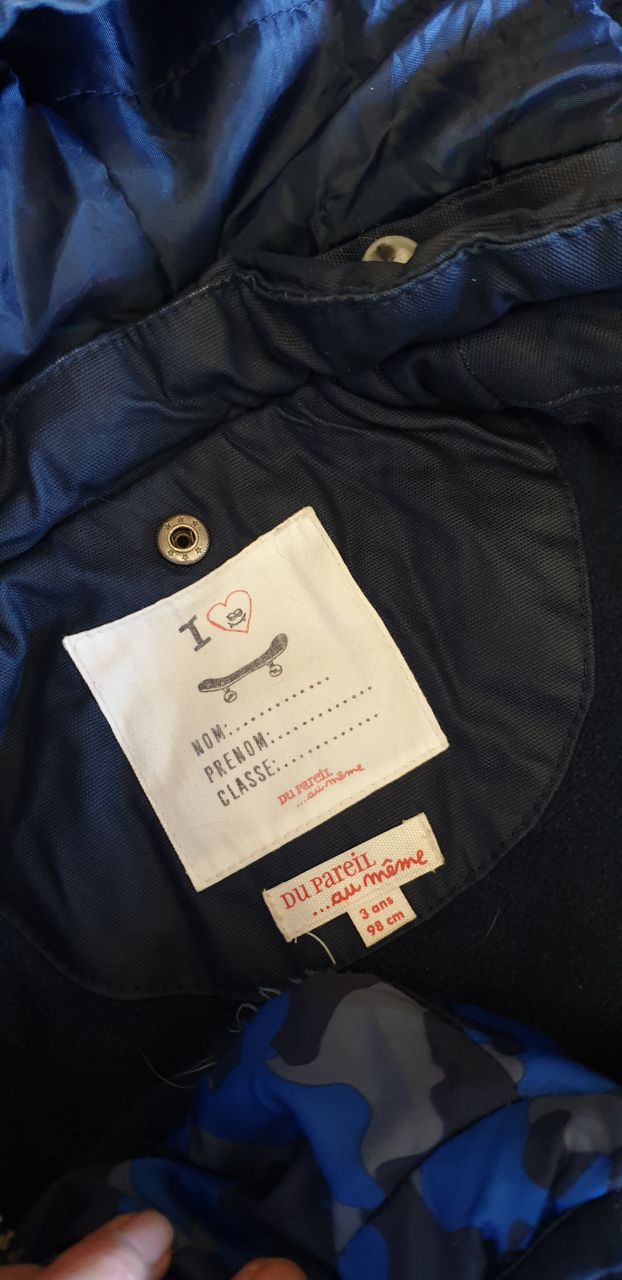 I
NOM:............
PRENOM:............
CLASSE:............
DU PAREIL
...au même
DU PAREIL
...au même
3 ans
98 cm